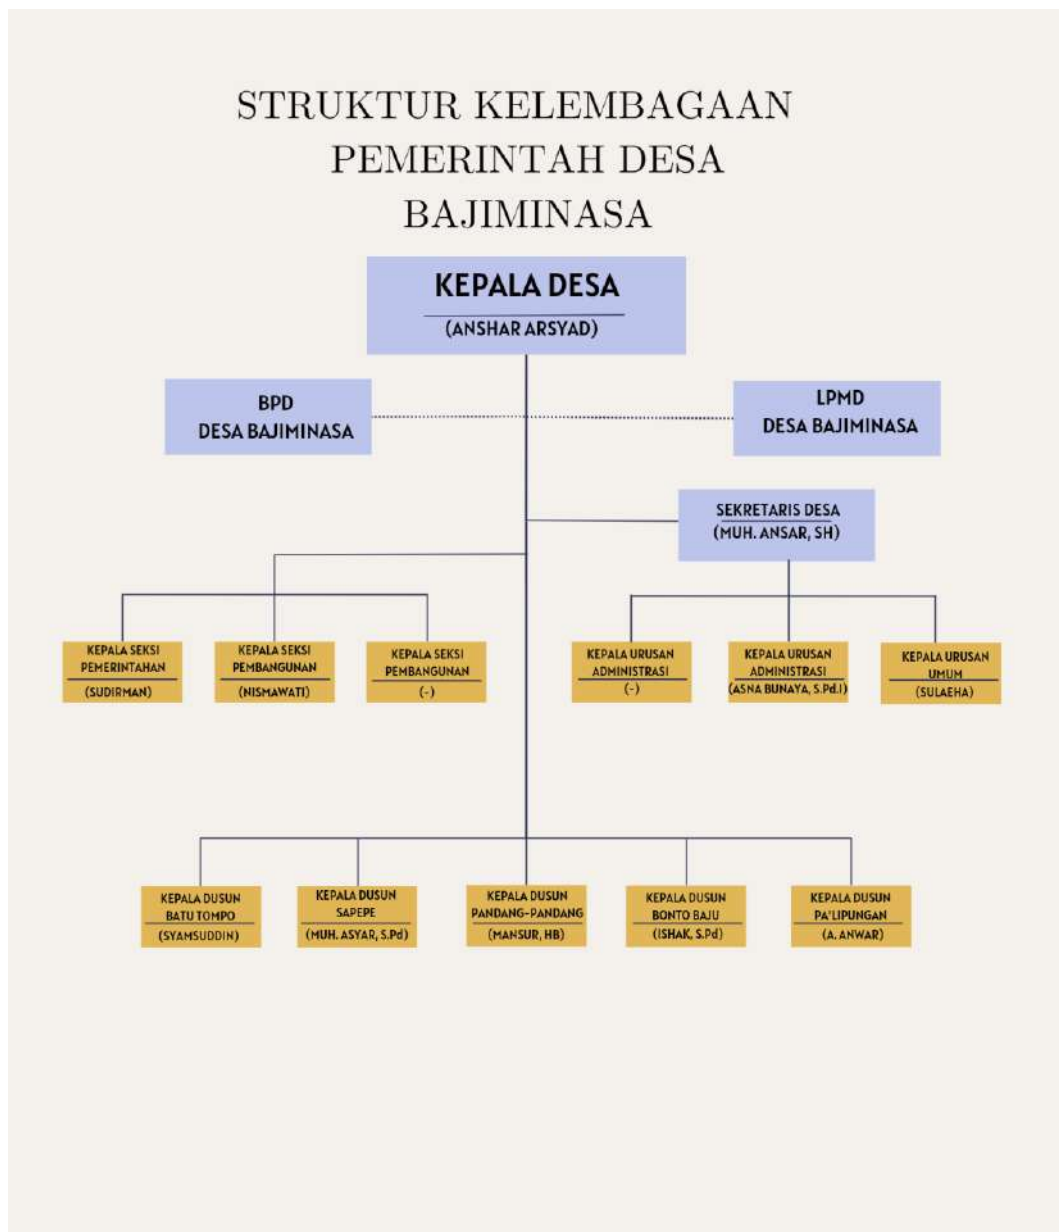 STRUKTUR KELEMBAGAAN
PEMERINTAH DESA
BAJIMINASA
KEPALA DESA
(ANSHAR ARSYAD)
BPD
DESA BAJIMINASA
LPMD
DESA BAJIMINASA
SEKRETARIS DESA
(MUH. ANSAR, SH)
KEPALA SEKSI
PEMERINTAHAN
(SUDIRMAN)
KEPALA SEKSI
PEMBANGUNAN
(NISMAWATI)
KEPALA SEKSI
PEMBANGUNAN
(-)
KEPALA URUSAN
ADMINISTRASI
(-)
KEPALA URUSAN
ADMINISTRASI
(ASNA BUNAYA, S.Pd.I)
KEPALA URUSAN
UMUM
(SULAEHA)
KEPALA DUSUN
BATU TOMPO
(SYAMSUDDIN)
KEPALA DUSUN
SAPEPE
(MUH. ASYAR, S.Pd)
KEPALA DUSUN
PANDANG-PANDANG
(MANSUR, HB)
KEPALA DUSUN
BONTO BAJU
(ISHAK, S.Pd)
KEPALA DUSUN
PA'LIPUNGAN
(A. ANWAR)